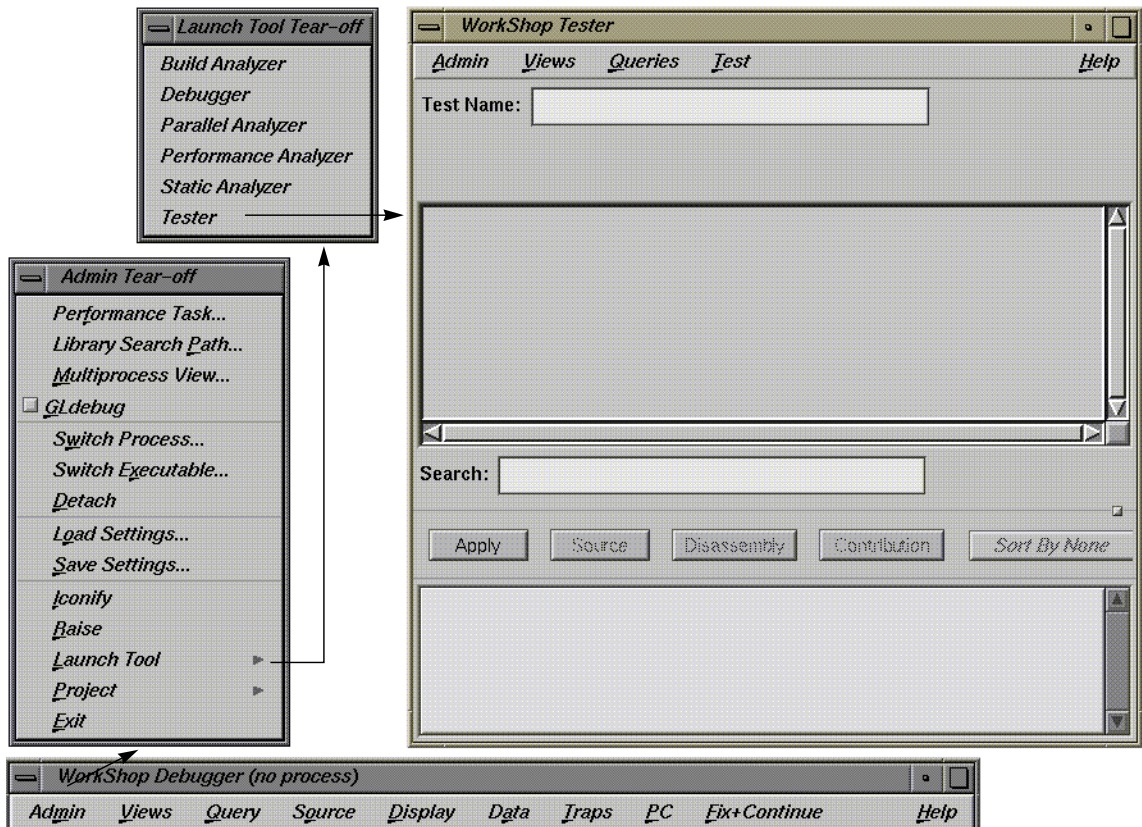 Launch Tool Tear-off
Build Analyzer
Debugger
Parallel Analyzer
Performance Analyzer
Static Analyzer
Tester
WorkShop Tester
Admin Views Queries Test Help
Test Name:
Search:
Apply Source Disassembly Contribution Sort By None
Admin Tear-off
Performance Task...
Library Search Path...
Multiprocess View...
GLdebug
Switch Process...
Switch Executable...
Detach
Load Settings...
Save Settings...
Iconify
Raise
Launch Tool
Project
Exit
WorkShop Debugger (no process)
Admin Views Query Source Display Data Traps PC Fix+Continue Help